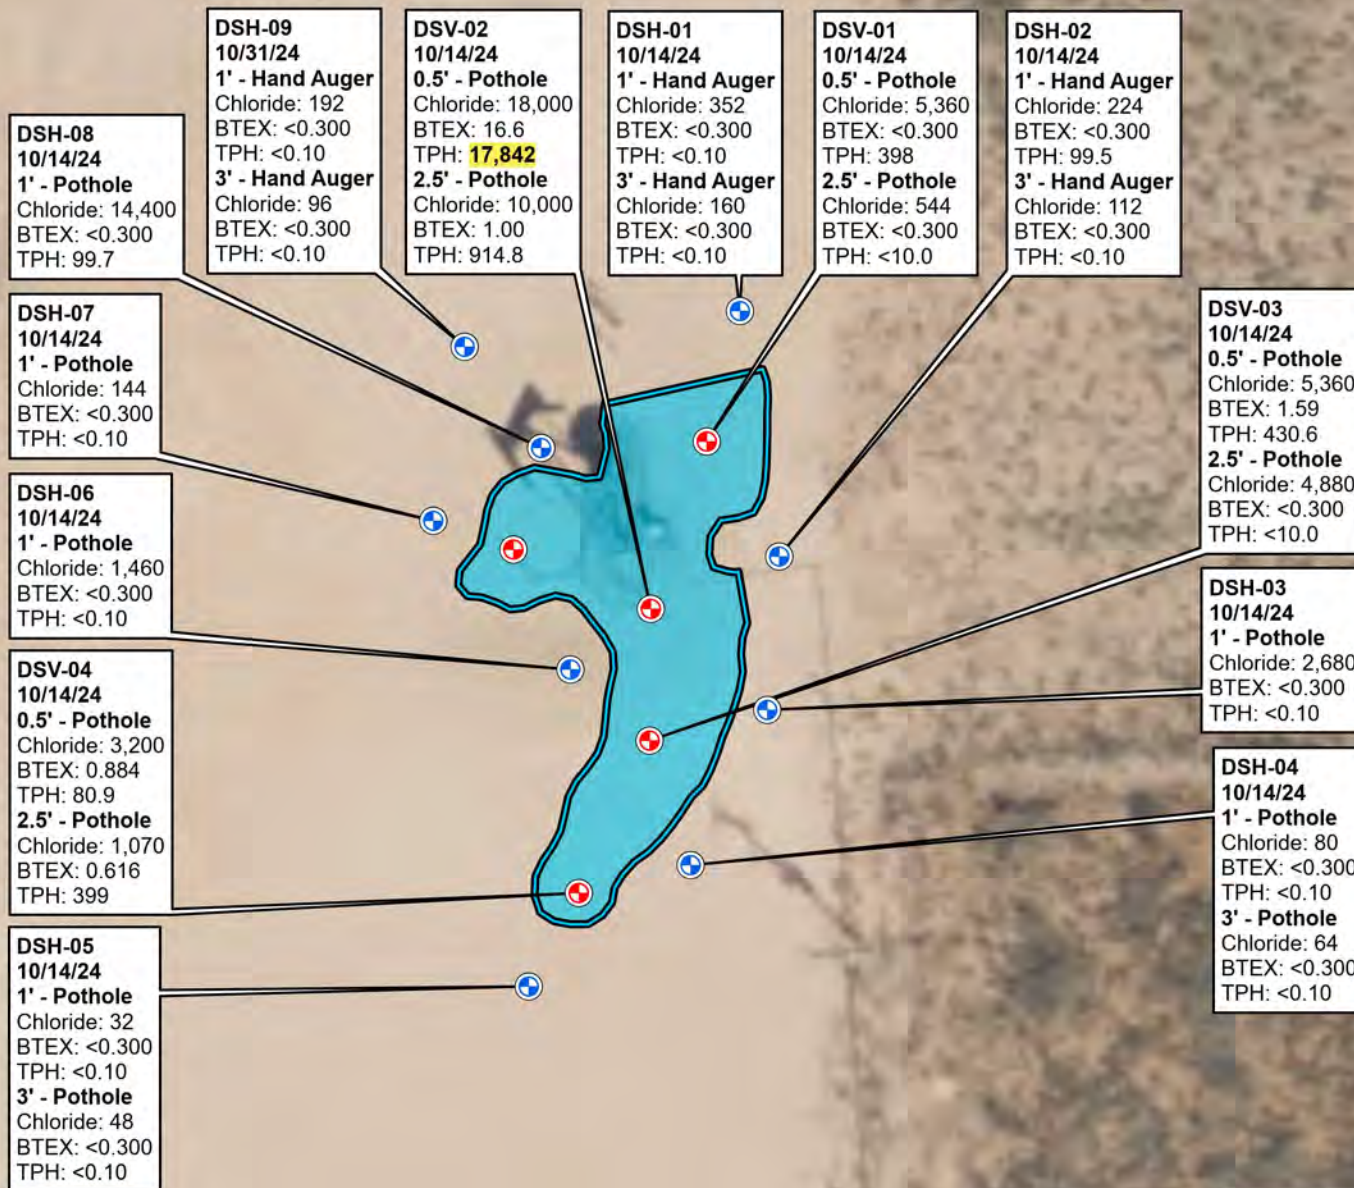 DSH-09
10/31/24
1' - Hand Auger
Chloride: 192
BTEX: <0.300
TPH: <0.10
3' - Hand Auger
Chloride: 96
BTEX: <0.300
TPH: <0.10
DSV-02
10/14/24
0.5' - Pothole
Chloride: 18,000
BTEX: 16.6
TPH: 17,842
2.5' - Pothole
Chloride: 10,000
BTEX: 1.00
TPH: 914.8
DSH-01
10/14/24
1' - Hand Auger
Chloride: 352
BTEX: <0.300
TPH: <0.10
3' - Hand Auger
Chloride: 160
BTEX: <0.300
TPH: <0.10
DSV-01
10/14/24
0.5' - Pothole
Chloride: 5,360
BTEX: <0.300
TPH: 398
2.5' - Pothole
Chloride: 544
BTEX: <0.300
TPH: <10.0
DSH-02
10/14/24
1' - Hand Auger
Chloride: 224
BTEX: <0.300
TPH: 99.5
3' - Hand Auger
Chloride: 112
BTEX: <0.300
TPH: <0.10
DSH-08
10/14/24
1' - Pothole
Chloride: 14,400
BTEX: <0.300
TPH: 99.7
DSH-07
10/14/24
1' - Pothole
Chloride: 144
BTEX: <0.300
TPH: <0.10
DSH-06
10/14/24
1' - Pothole
Chloride: 1,460
BTEX: <0.300
TPH: <0.10
DSV-04
10/14/24
0.5' - Pothole
Chloride: 3,200
BTEX: 0.884
TPH: 80.9
2.5' - Pothole
Chloride: 1,070
BTEX: 0.616
TPH: 399
DSH-05
10/14/24
1' - Pothole
Chloride: 32
BTEX: <0.300
TPH: <0.10
3' - Pothole
Chloride: 48
BTEX: <0.300
TPH: <0.10
DSV-03
10/14/24
0.5' - Pothole
Chloride: 5,360
BTEX: 1.59
TPH: 430.6
2.5' - Pothole
Chloride: 4,880
BTEX: <0.300
TPH: <10.0
DSH-03
10/14/24
1' - Pothole
Chloride: 2,680
BTEX: <0.300
TPH: <0.10
DSH-04
10/14/24
1' - Pothole
Chloride: 80
BTEX: <0.300
TPH: <0.10
3' - Pothole
Chloride: 64
BTEX: <0.300
TPH: <0.10